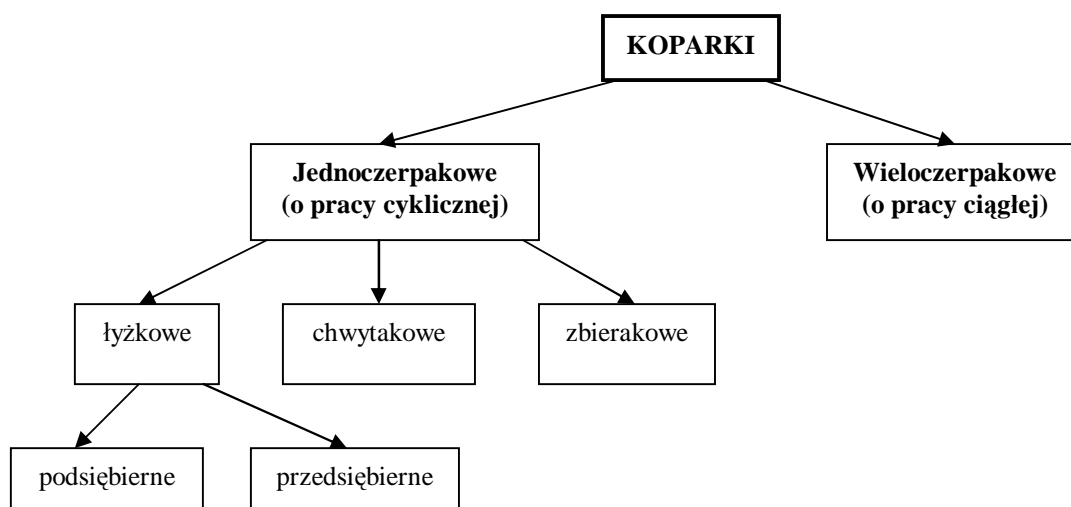 KOPARKI
Jednoczerpakowe
(o pracy cyklicznej)
Wieloczerpakowe
(o pracy ciągłej)
łyżkowe
chwytakowe
zbierakowe
podsiębierne
przedsiębierne